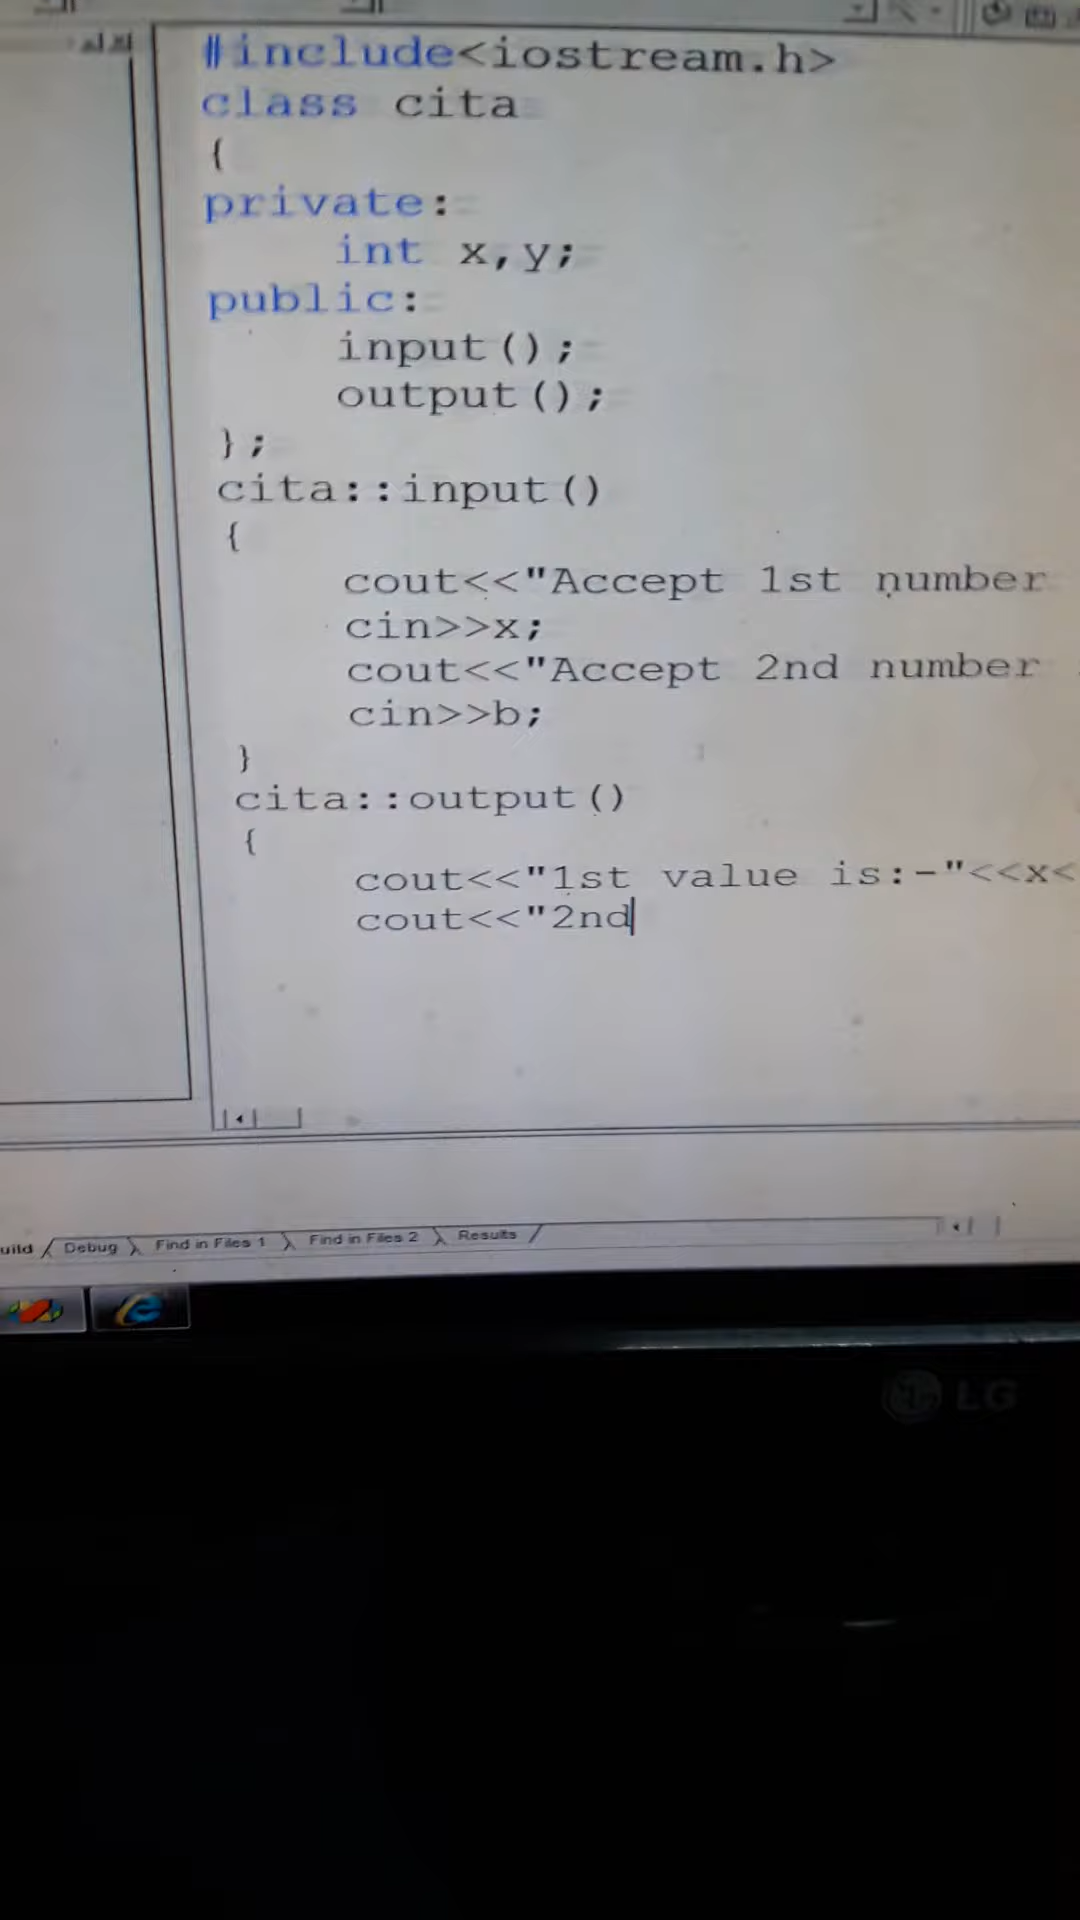 #include<iostream.h>
class cita
{
private:
int x,y;
public:
input();
output();
};
cita::input()
{
cout<<"Accept 1st number
cin>>x;
cout<<"Accept 2nd number
cin>>b;
}
cita::output()
{
cout<<"1st value is:-"<<x<
cout<<"2nd
uild Debug Find in Files 1 Find in Files 2 Results
LG